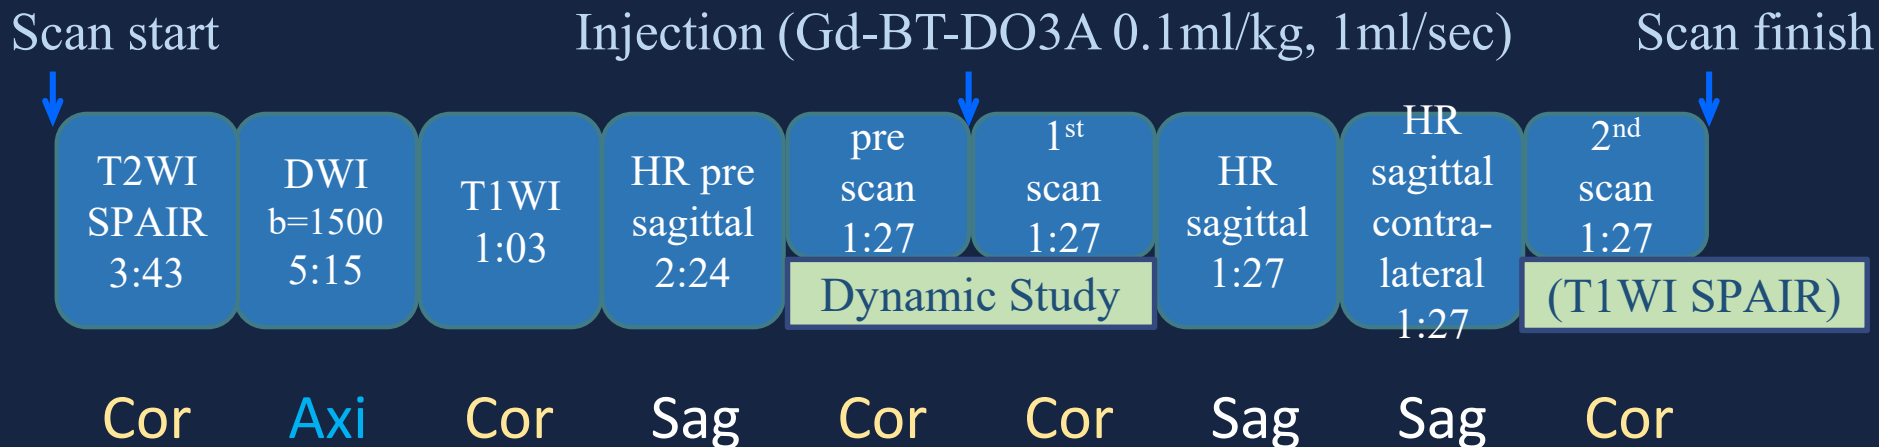 Scan start
Injection (Gd-BT-DO3A 0.1ml/kg, 1ml/sec)
Scan finish
T2WI
SPAIR
3:43
DWI
b=1500
5:15
T1WI
1:03
HR pre
sagittal
2:24
pre
scan
1:27
1st
scan
1:27
Dynamic Study
HR
sagittal
1:27
HR
sagittal
contra-
lateral
1:27
2nd
scan
1:27
(T1WI SPAIR)
Cor
Axi
Cor
Sag
Cor
Cor
Sag
Sag
Cor